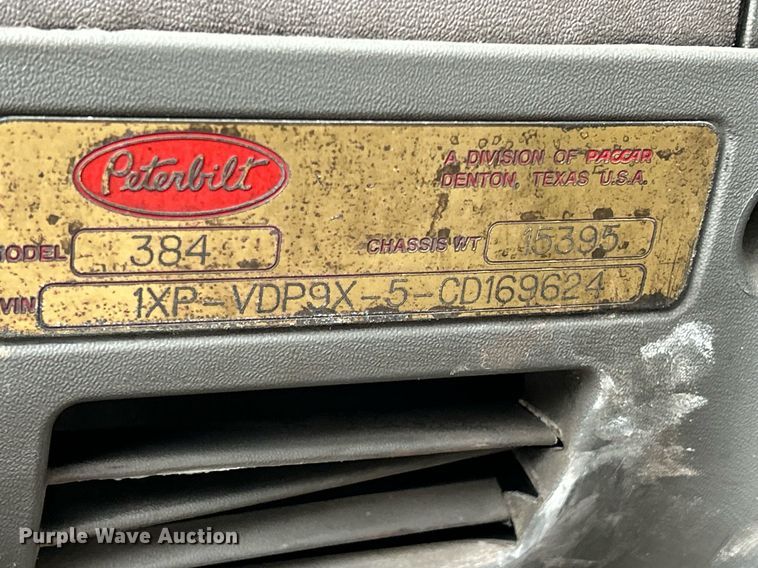 Peterbilt
A DIVISION OF PACCAR
DENTON, TEXAS U.S.A.
MODEL 384 CHASSIS WT 15395
VIN 1XP-VDP9X-5-CD169624
Purple Wave Auction